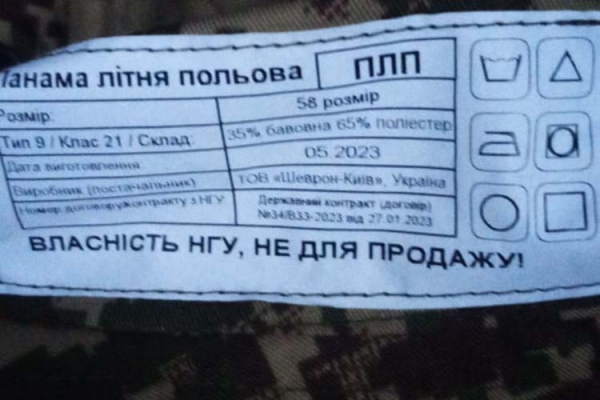 Панама літня польова ПЛП
Розмір: 58 розмір
Тип 9 / Клас 21 / Склад: 35% бавовна 65% поліестер
Дата виготовлення 05.2023
Виробник (постачальник) ТОВ «Шеврон-Київ», Україна
Номер договору/контракту з НГУ Державний контракт (договір)
№34/ВЗЗ-2023 від 27.01.2023
ВЛАСНІСТЬ НГУ, НЕ ДЛЯ ПРОДАЖУ!